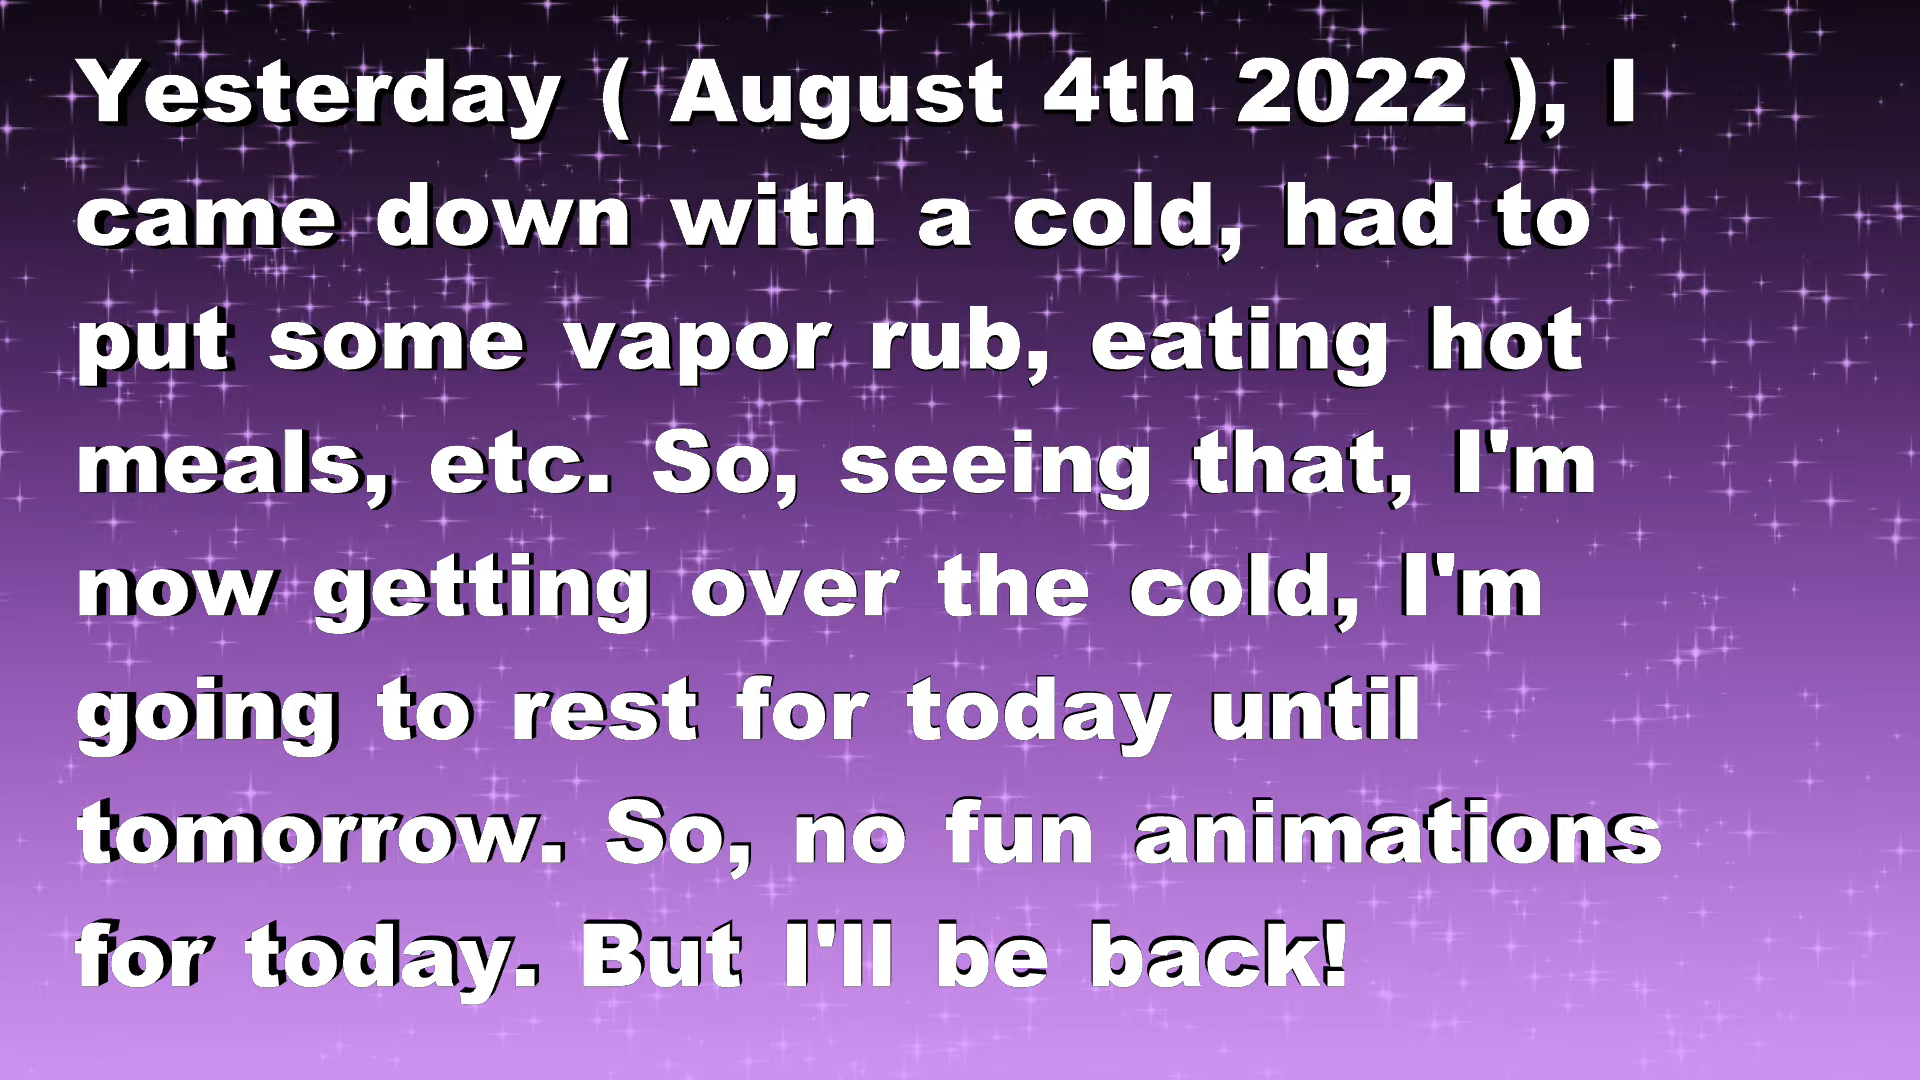 Yesterday ( August 4th 2022 ), I
came down with a cold, had to
put some vapor rub, eating hot
meals, etc. So, seeing that, I'm
now getting over the cold, I'm
going to rest for today until
tomorrow. So, no fun animations
for today. But I'll be back!